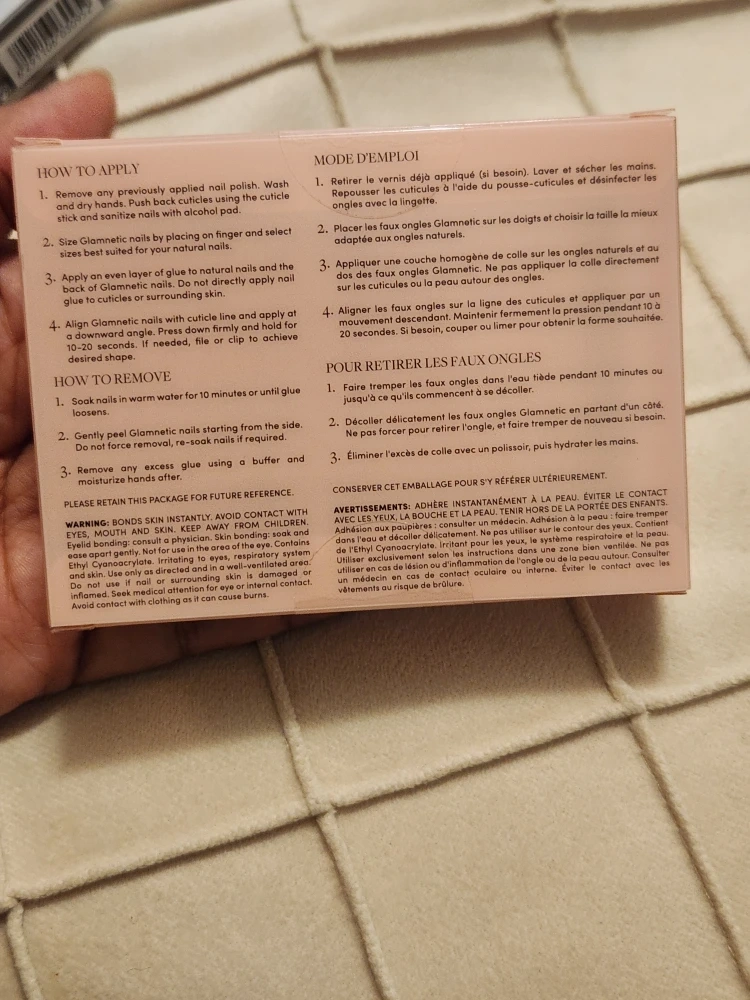 HOW TO APPLY
1. Remove any previously applied nail polish. Wash
and dry hands. Push back cuticles using the cuticle
stick and sanitize nails with alcohol pad.
2. Size Glamnetic nails by placing on finger and select
sizes best suited for your natural nails.
3. Apply an even layer of glue to natural nails and the
back of Glamnetic nails. Do not directly apply nail
glue to cuticles or surrounding skin.
4. Align Glamnetic nails with cuticle line and apply at
a downward angle. Press down firmly and hold for
10-20 seconds. If needed, file or clip to achieve
desired shape.
HOW TO REMOVE
1. Soak nails in warm water for 10 minutes or until glue
loosens.
2. Gently peel Glamnetic nails starting from the side.
Do not force removal, re-soak nails if required.
3. Remove any excess glue using a buffer and
moisturize hands after.
PLEASE RETAIN THIS PACKAGE FOR FUTURE REFERENCE.
WARNING: BONDS SKIN INSTANTLY. AVOID CONTACT WITH
EYES, MOUTH AND SKIN. KEEP AWAY FROM CHILDREN.
Eyelid bonding: consult a physician. Skin bonding: soak and
ease apart gently. Not for use in the area of the eye. Contains
Ethyl Cyanoacrylate. Irritating to eyes, respiratory system
and skin. Use only as directed and in a well-ventilated area.
Do not use if nail or surrounding skin is damaged or
inflamed. Seek medical attention for eye or internal contact.
Avoid contact with clothing as it can cause burns.
MODE D'EMPLOI
1. Retirer le vernis déjà appliqué (si besoin). Laver et sécher les mains.
Repousser les cuticules à l'aide du pousse-cuticules et désinfecter les
ongles avec la lingette.
2. Placer les faux ongles Glamnetic sur les doigts et choisir la taille la mieux
adaptée aux ongles naturels.
3. Appliquer une couche homogène de colle sur les ongles naturels et au
dos des faux ongles Glamnetic. Ne pas appliquer la colle directement
sur les cuticules ou la peau autour des ongles.
4. Aligner les faux ongles sur la ligne des cuticules et appliquer par un
mouvement descendant. Maintenir fermement la pression pendant 10 à
20 secondes. Si besoin, couper ou limer pour obtenir la forme souhaitée.
POUR RETIRER LES FAUX ONGLES
1. Faire tremper les faux ongles dans l'eau tiède pendant 10 minutes ou
jusqu'à ce qu'ils commencent à se décoller.
2. Décoller délicatement les faux ongles Glamnetic en partant d'un côté.
Ne pas forcer pour retirer l'ongle, et faire tremper de nouveau si besoin.
3. Éliminer l'excès de colle avec un polissoir, puis hydrater les mains.
CONSERVER CET EMBALLAGE POUR S'Y RÉFÉRER ULTÉRIEUREMENT.
AVERTISSEMENTS: ADHÈRE INSTANTANÉMENT À LA PEAU. ÉVITER LE CONTACT
AVEC LES YEUX, LA BOUCHE ET LA PEAU. TENIR HORS DE LA PORTÉE DES ENFANTS.
Adhésion aux paupières : consulter un médecin. Adhésion à la peau : faire tremper
dans l'eau et décoller délicatement. Ne pas utiliser sur le contour des yeux. Contient
de l'Ethyl Cyanoacrylate. Irritant pour les yeux, le système respiratoire et la peau.
Utiliser exclusivement selon les instructions dans une zone bien ventilée. Ne pas
utiliser en cas de lésion ou d'inflammation de l'ongle ou de la peau autour. Consulter
un médecin en cas de contact oculaire ou interne. Éviter le contact avec les
vêtements au risque de brûlure.